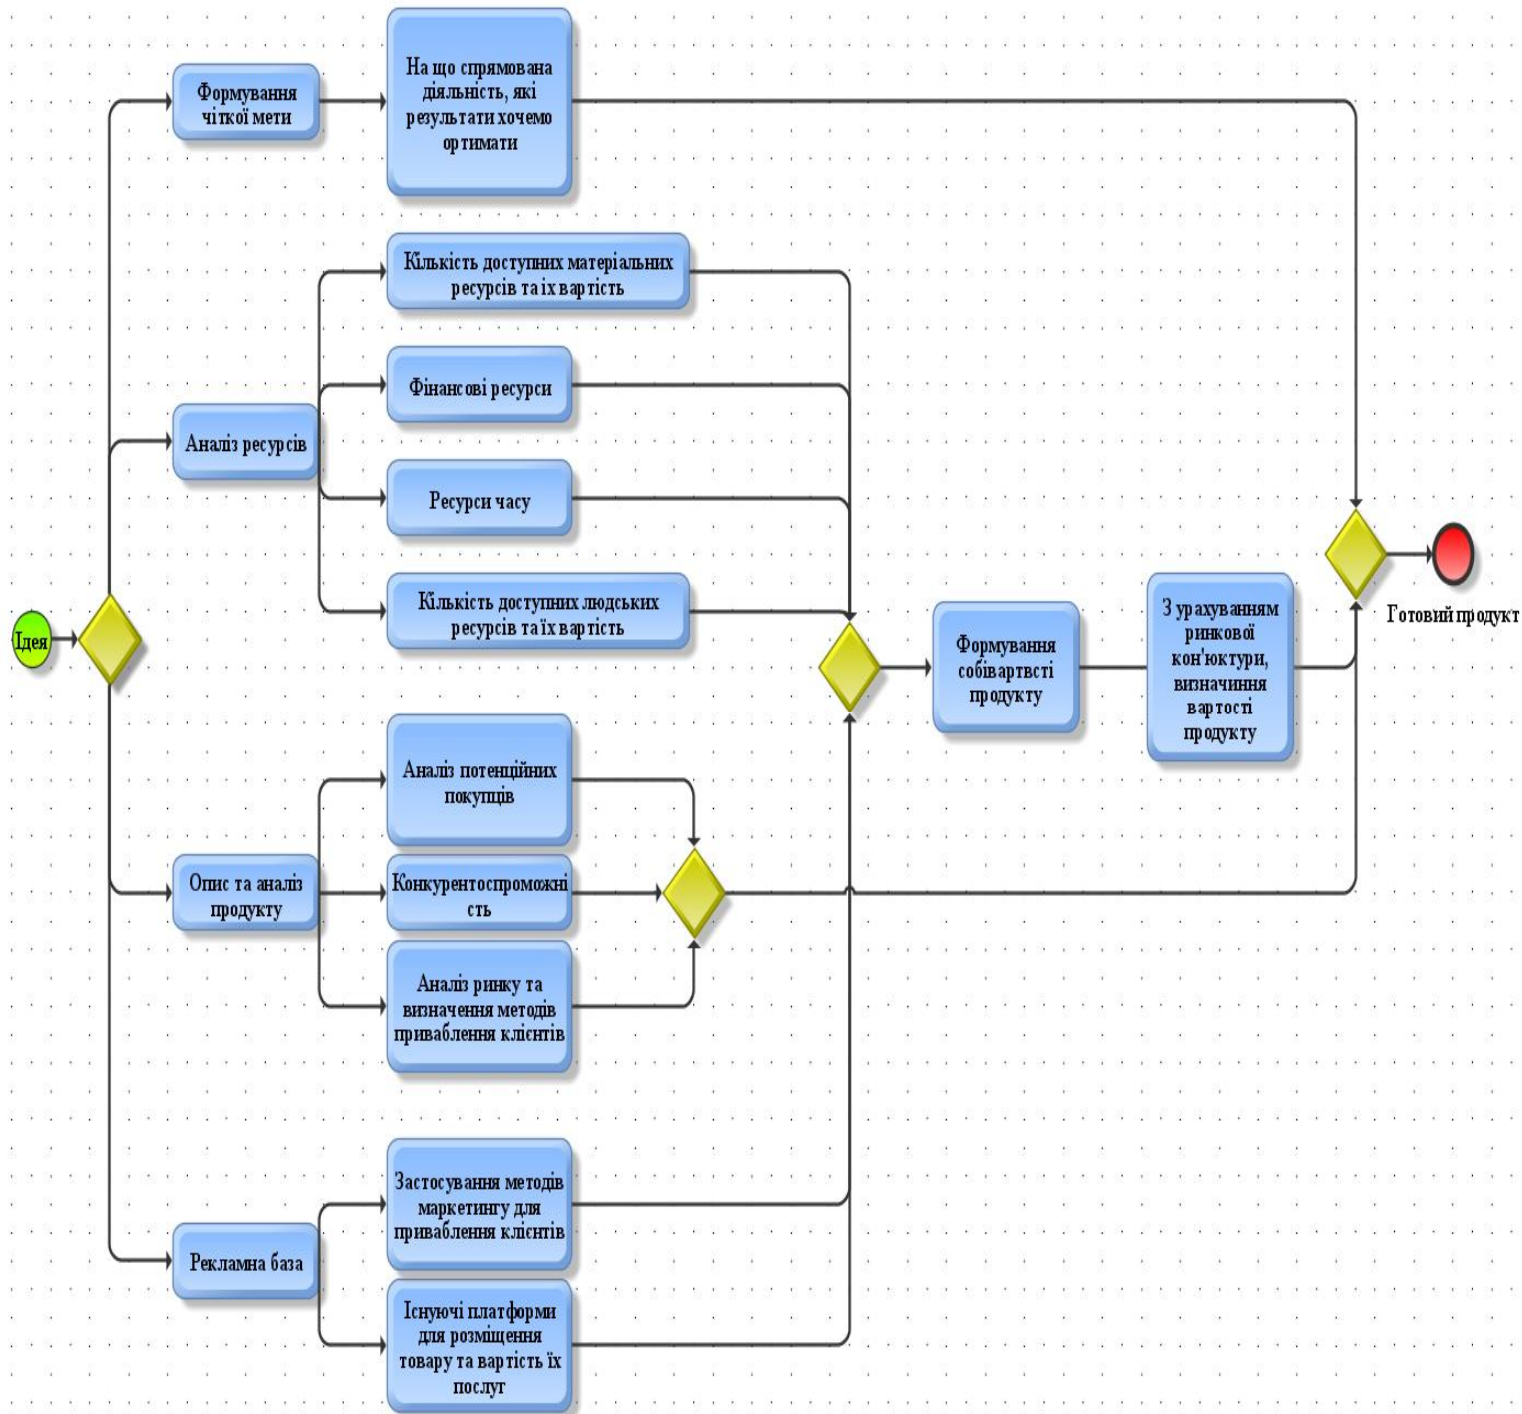 Формування
чіткої мети
На що спрямована
діяльність, які
результати хочемо
ортимати
Кількість доступних матеріальних
ресурсів та іх вартість
Фінансові ресурси
Аналіз ресурсів
Ресурси часу
Кількість доступних людських
ресурсів та їх вартість
Ідея
Формування
собівартвсті
продукту
З урахуванням
ринкової
кон'юктури,
визначиння
вартості
продукту
Готовий продукт
Аналіз потенційних
покупців
Опис та аналіз
продукту
Конкурентоспроможні
сть
Аналіз ринку та
визначення методів
приваблення клієнтів
Застосування методів
маркетингу для
приваблення клієнтів
Рекламна база
Існуючі платформи
для розміщення
товару та вартість їх
послуг